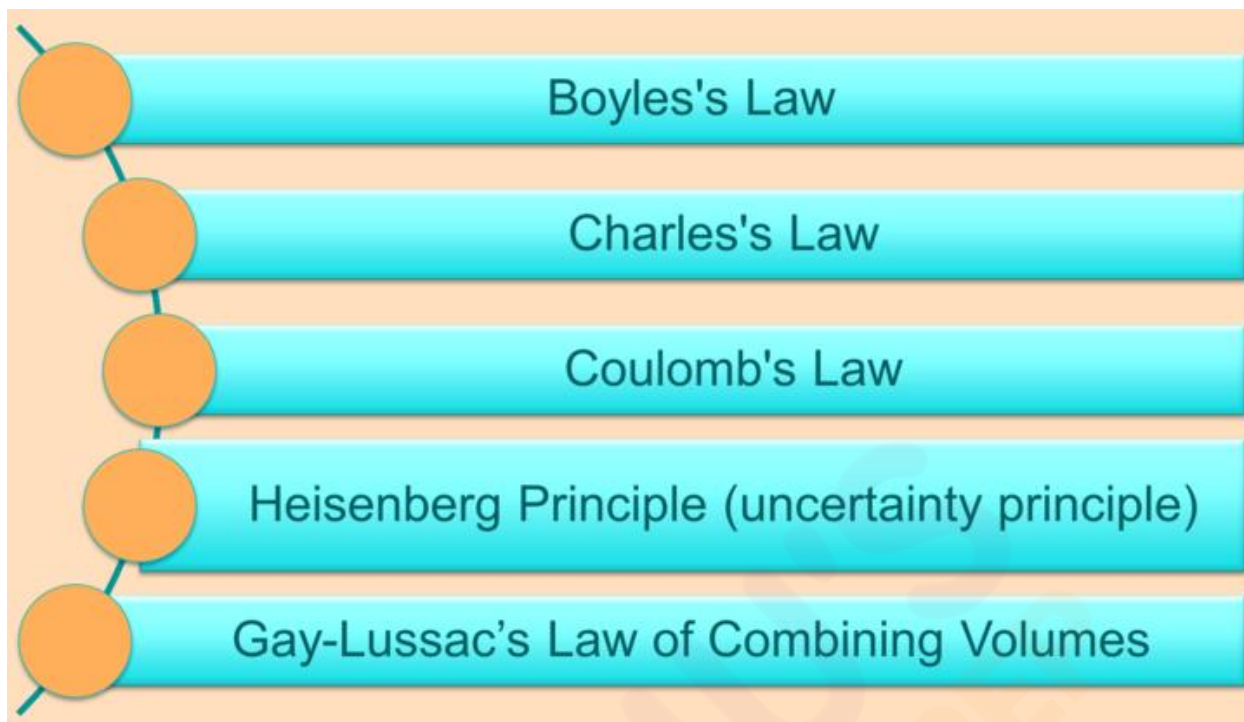 Boyles's Law
Charles's Law
Coulomb's Law
Heisenberg Principle (uncertainty principle)
Gay-Lussac’s Law of Combining Volumes